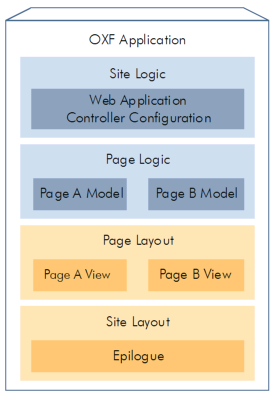 OXF Application
Site Logic
Web Application
Controller Configuration
Page Logic
Page A Model
Page B Model
Page Layout
Page A View
Page B View
Site Layout
Epilogue